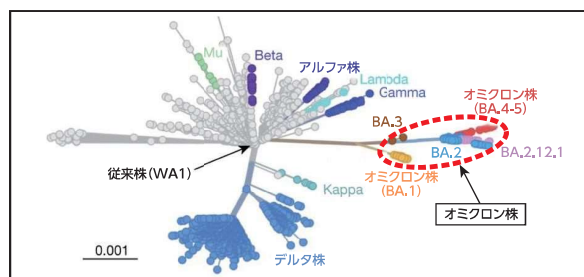 Mu
Beta
アルファ株
Lambda
Gamma
オミクロン株
(BA.4-5)
BA.3
BA.2
BA.2.12.1
従来株(WA1)
オミクロン株
(BA.1)
Kappa
オミクロン株
デルタ株
0.001